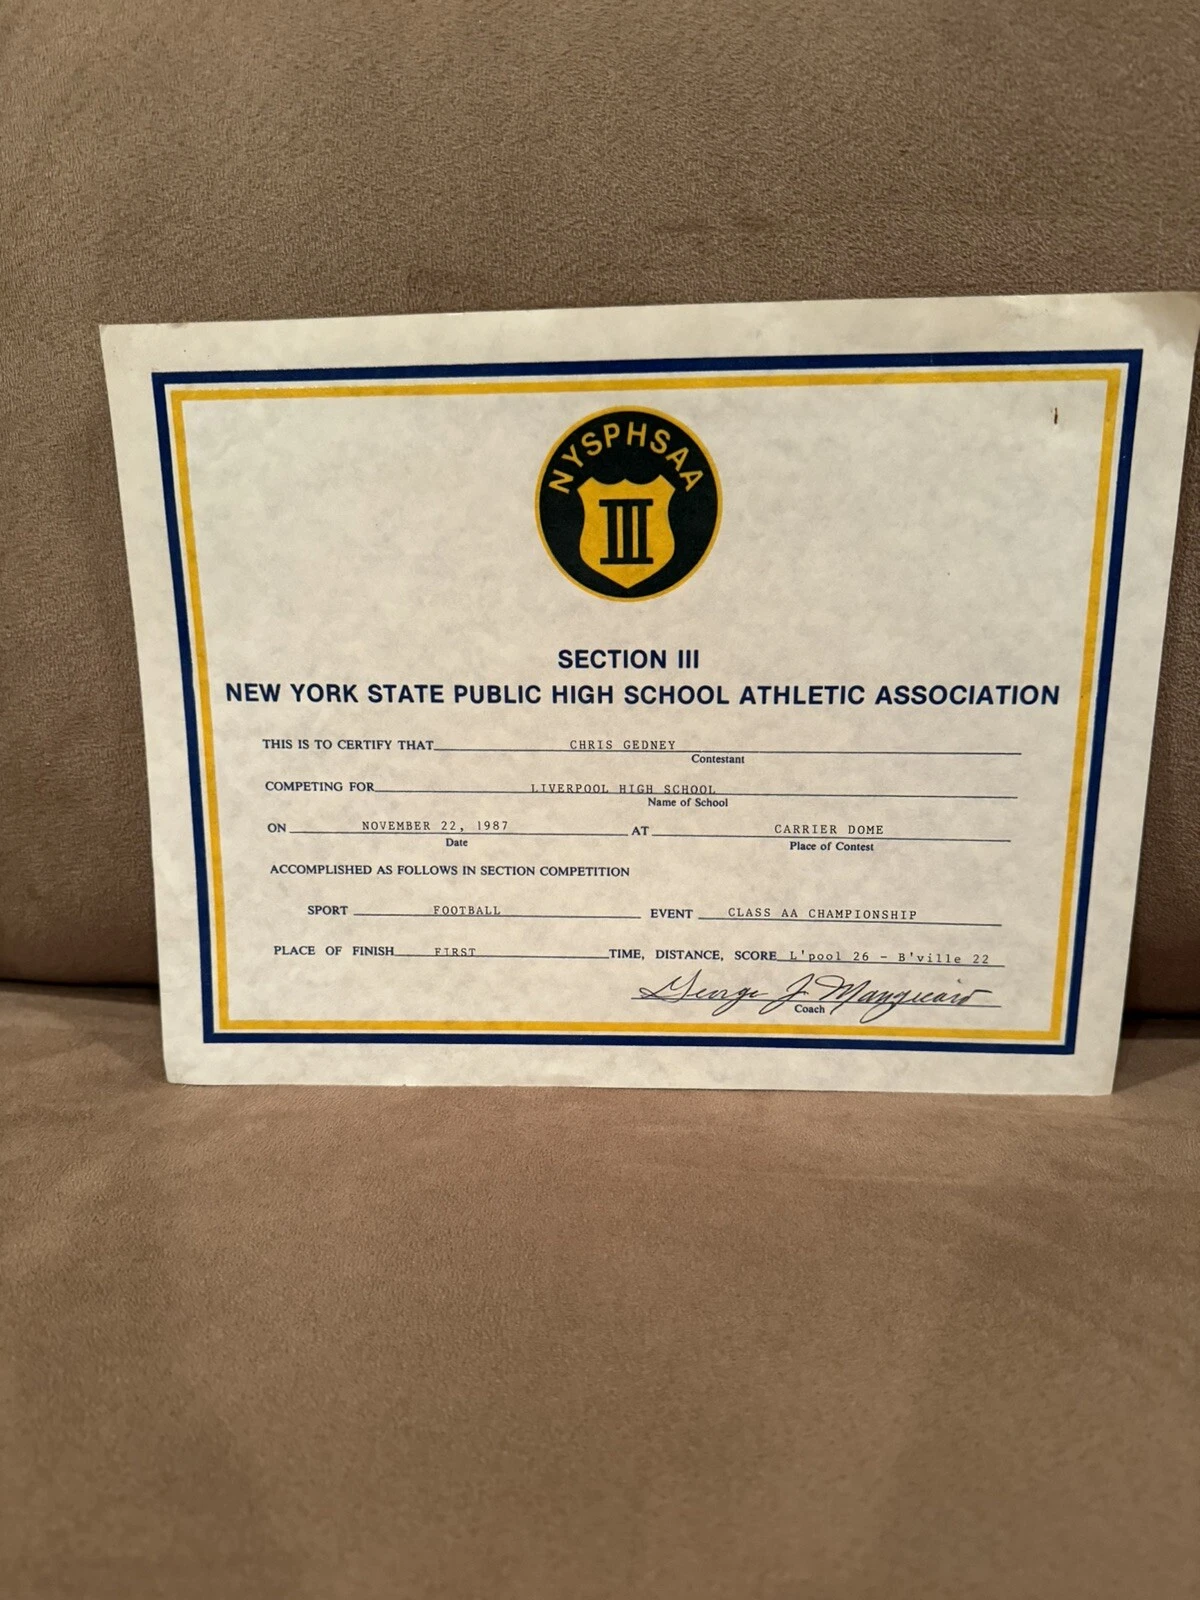 NYSPHSAA
III
SECTION III
NEW YORK STATE PUBLIC HIGH SCHOOL ATHLETIC ASSOCIATION
THIS IS TO CERTIFY THAT CHRIS GEDNEY
Contestant
COMPETING FOR LIVERPOOL HIGH SCHOOL
Name of School
ON NOVEMBER 22, 1987 AT CARRIER DOME
Date Place of Contest
ACCOMPLISHED AS FOLLOWS IN SECTION COMPETITION
SPORT FOOTBALL EVENT CLASS AA CHAMPIONSHIP
PLACE OF FINISH FIRST TIME, DISTANCE, SCORE L'pool 26 - B'ville 22
George J. Mangicaro
Coach